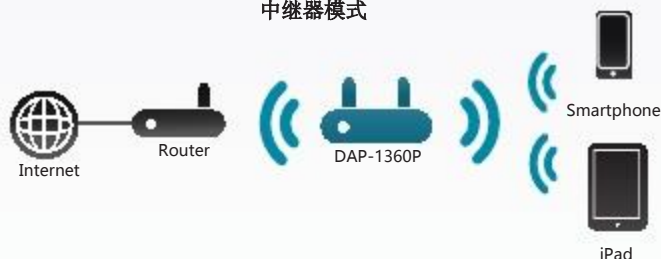 中继器模式
Smartphone
Router
DAP-1360P
Internet
iPad